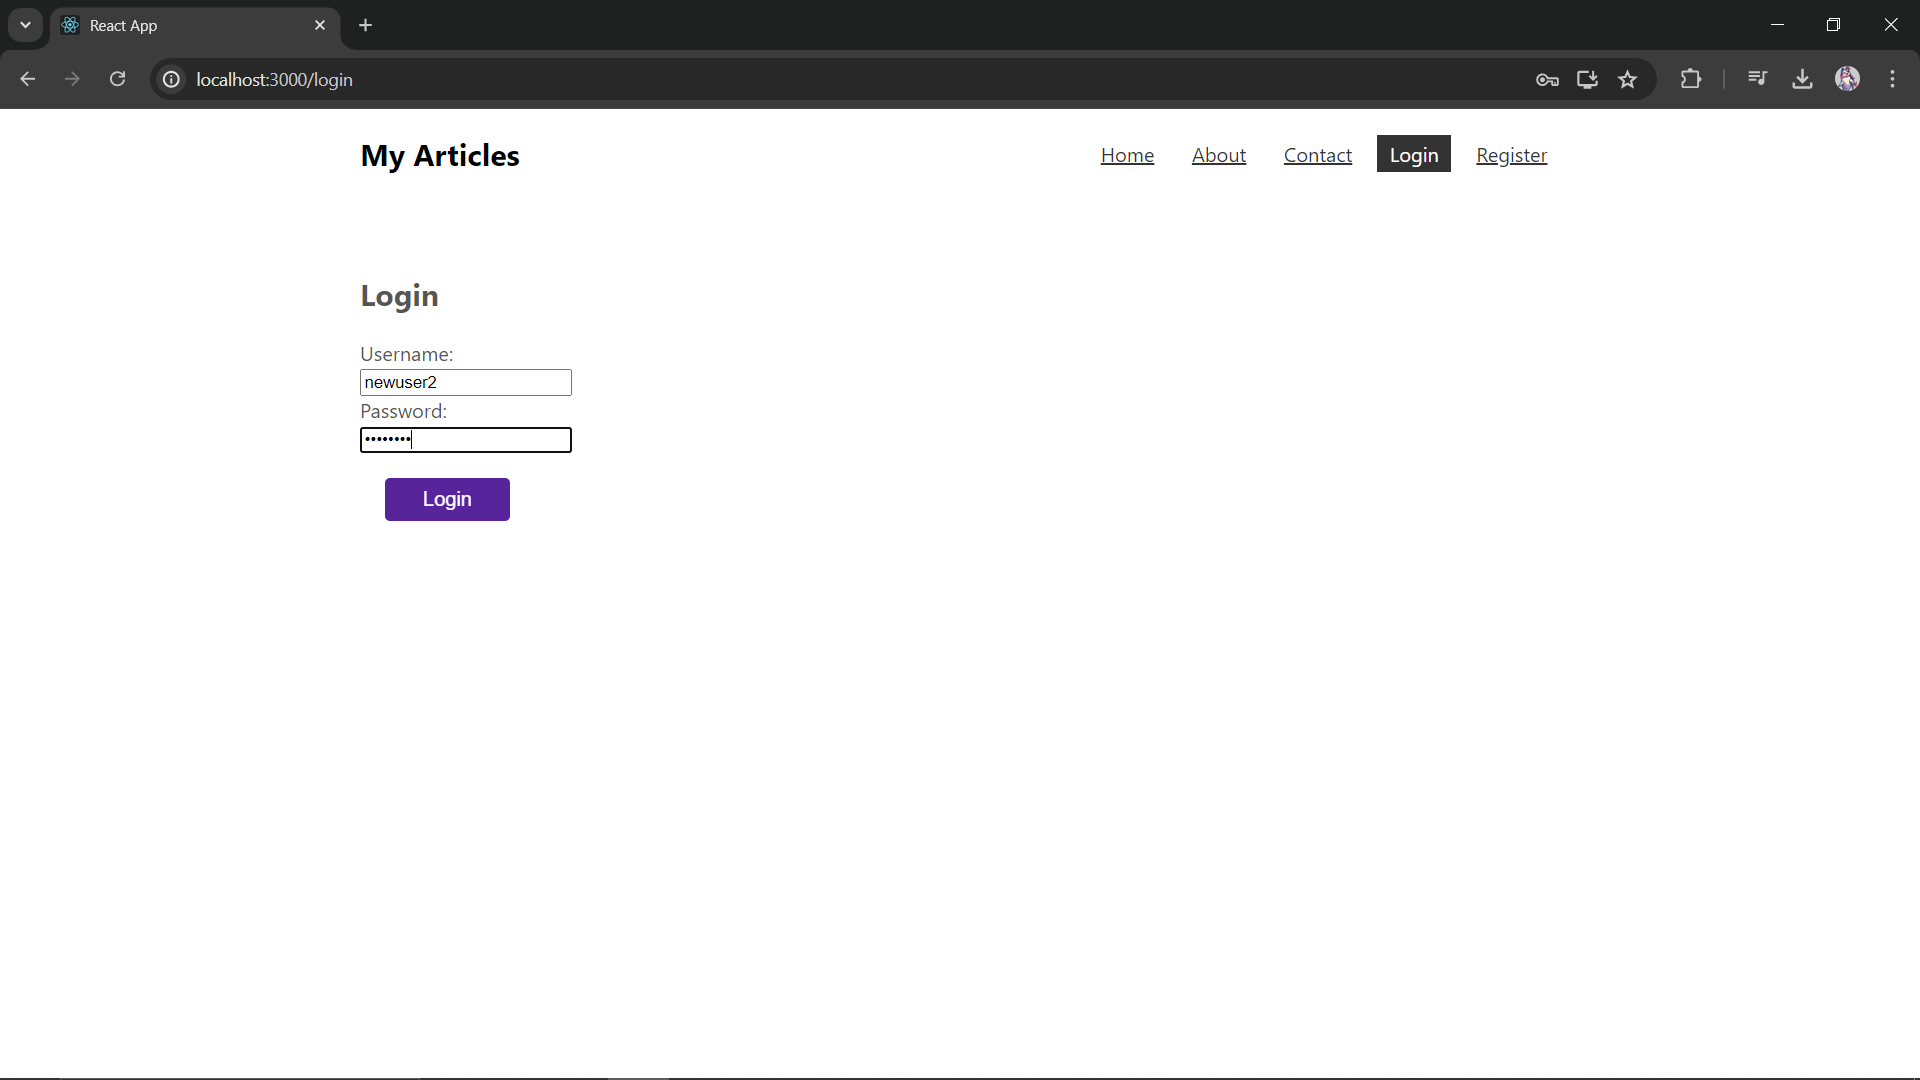 React App
localhost:3000/login
My Articles
Home About Contact Login Register
Login
Username:
newuser2
Password:
••••••••
Login